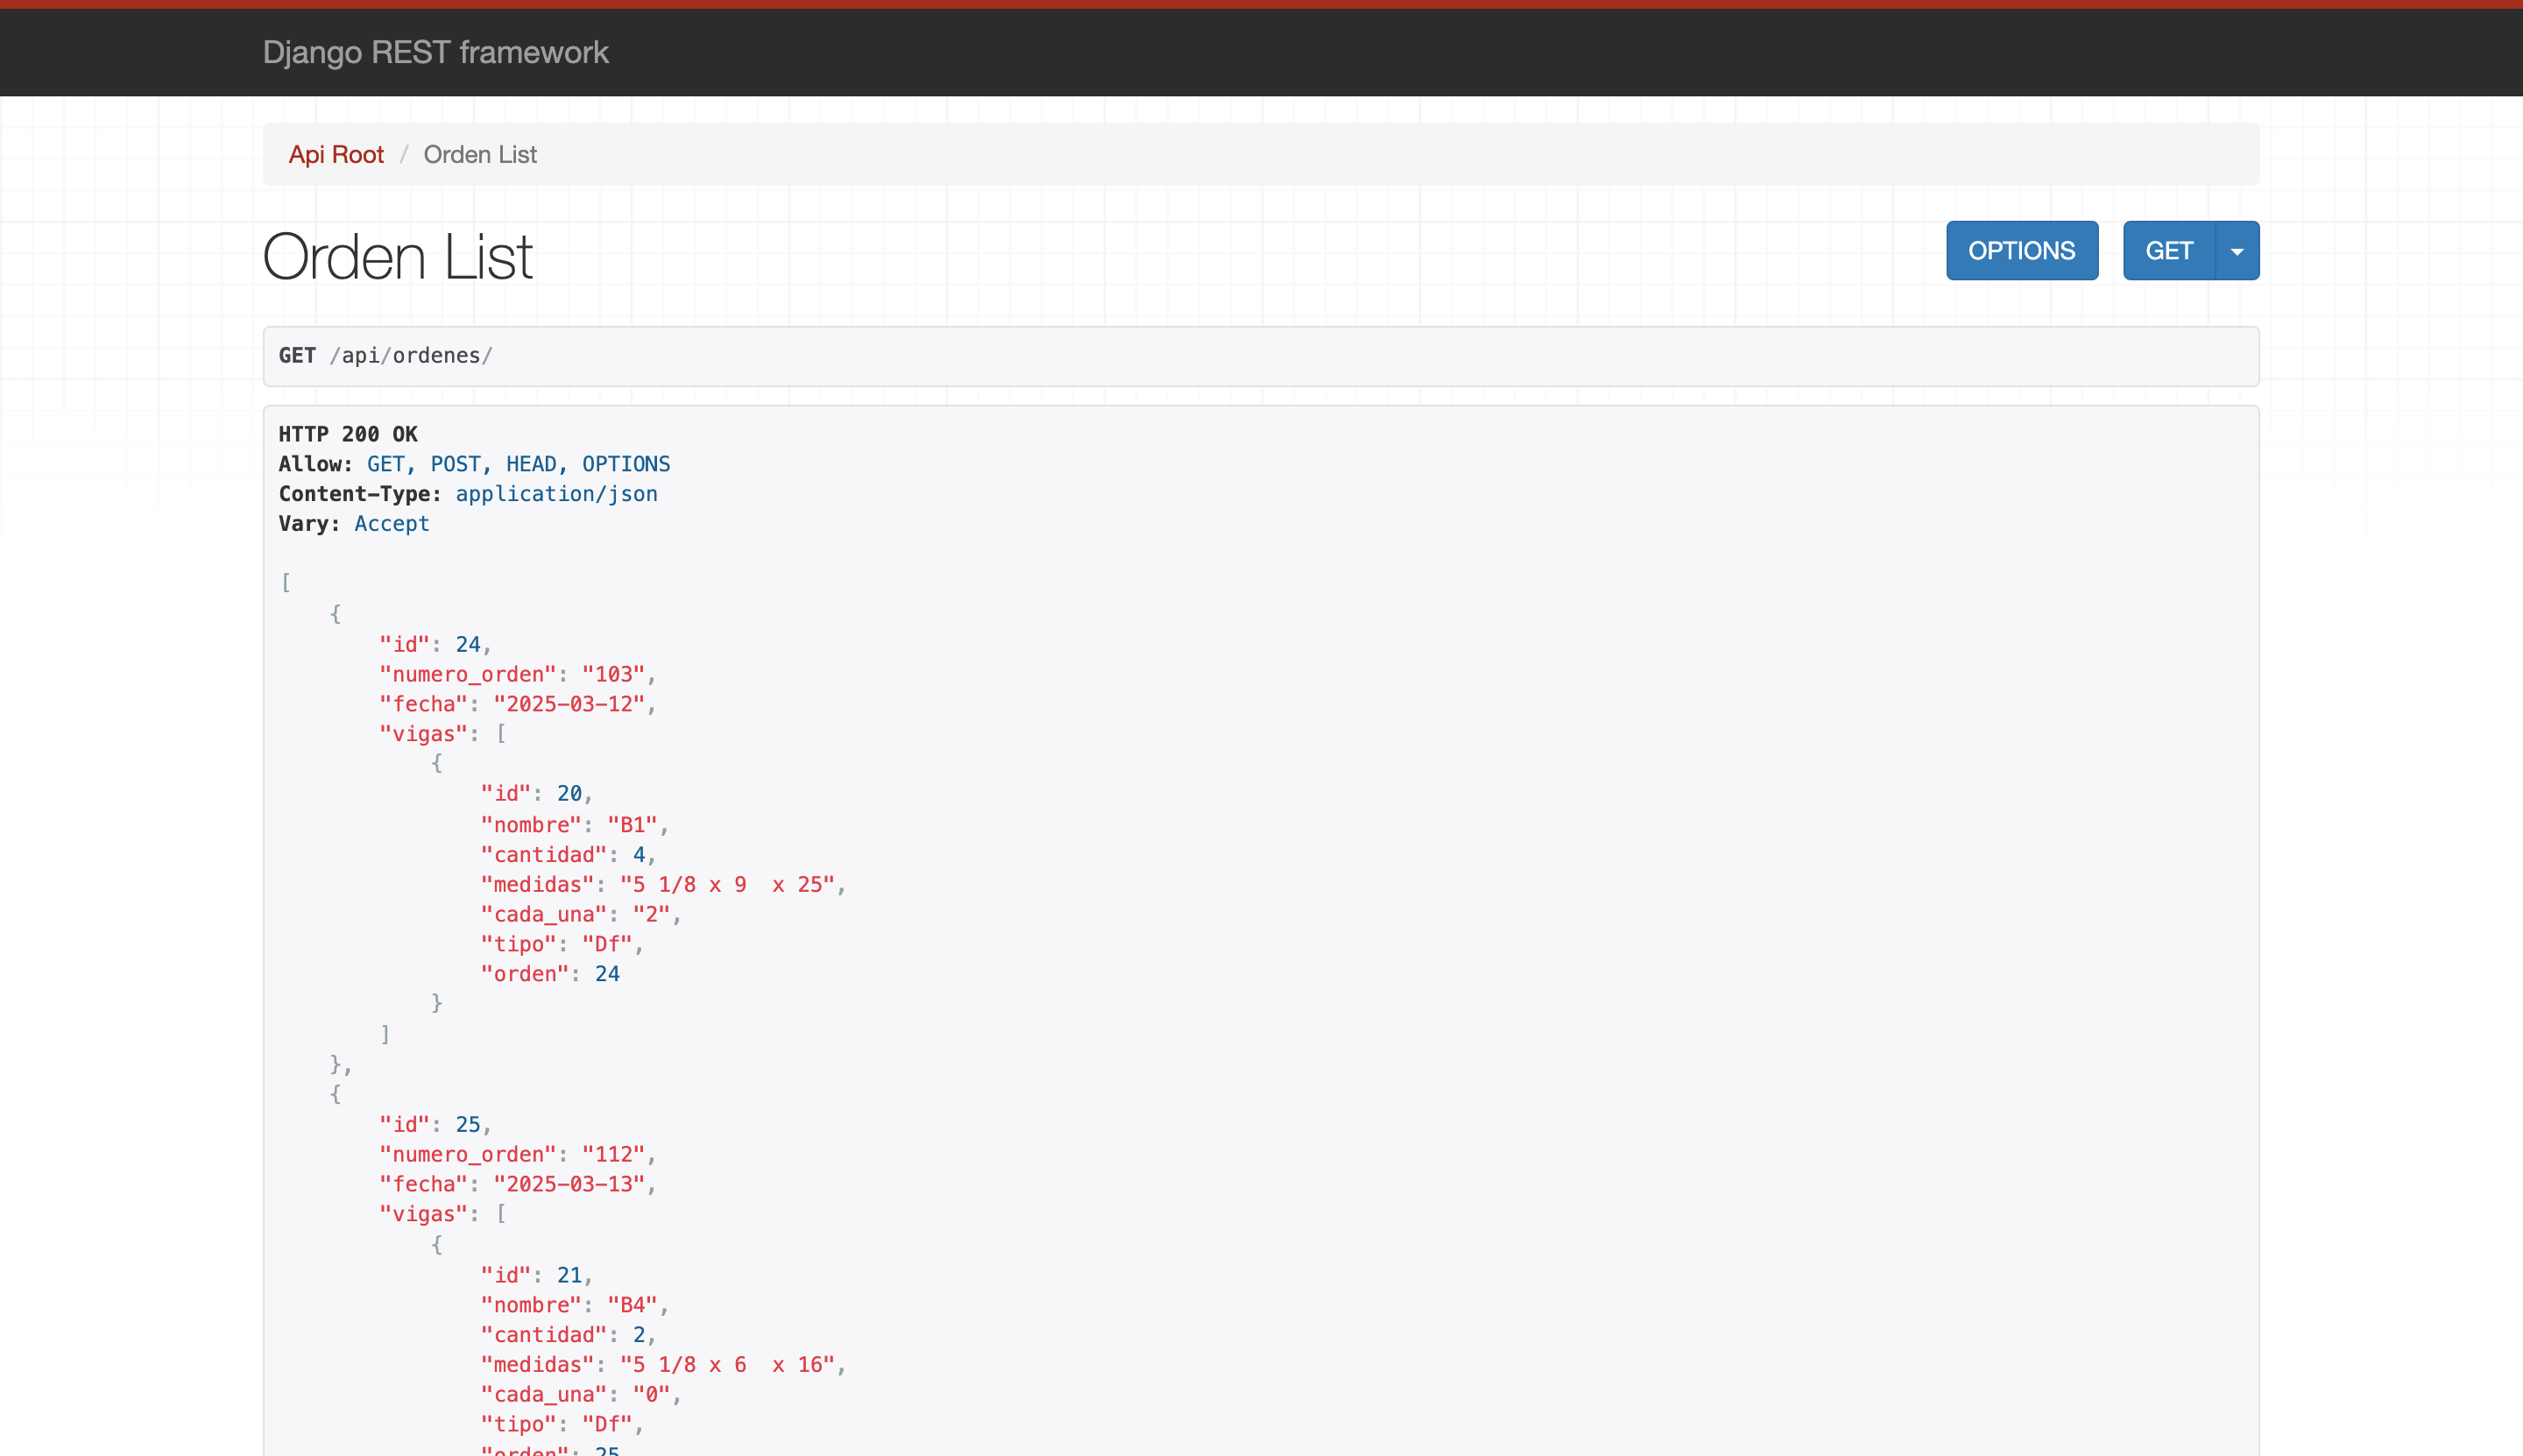 Django REST framework
Api Root / Orden List
Orden List
OPTIONS
GET
GET /api/ordenes/
HTTP 200 OK
Allow: GET, POST, HEAD, OPTIONS
Content-Type: application/json
Vary: Accept
[
    {
        "id": 24,
        "numero_orden": "103",
        "fecha": "2025-03-12",
        "vigas": [
            {
                "id": 20,
                "nombre": "B1",
                "cantidad": 4,
                "medidas": "5 1/8 x 9  x 25",
                "cada_una": "2",
                "tipo": "Df",
                "orden": 24
            }
        ]
    },
    {
        "id": 25,
        "numero_orden": "112",
        "fecha": "2025-03-13",
        "vigas": [
            {
                "id": 21,
                "nombre": "B4",
                "cantidad": 2,
                "medidas": "5 1/8 x 6  x 16",
                "cada_una": "0",
                "tipo": "Df",
                "orden": 25